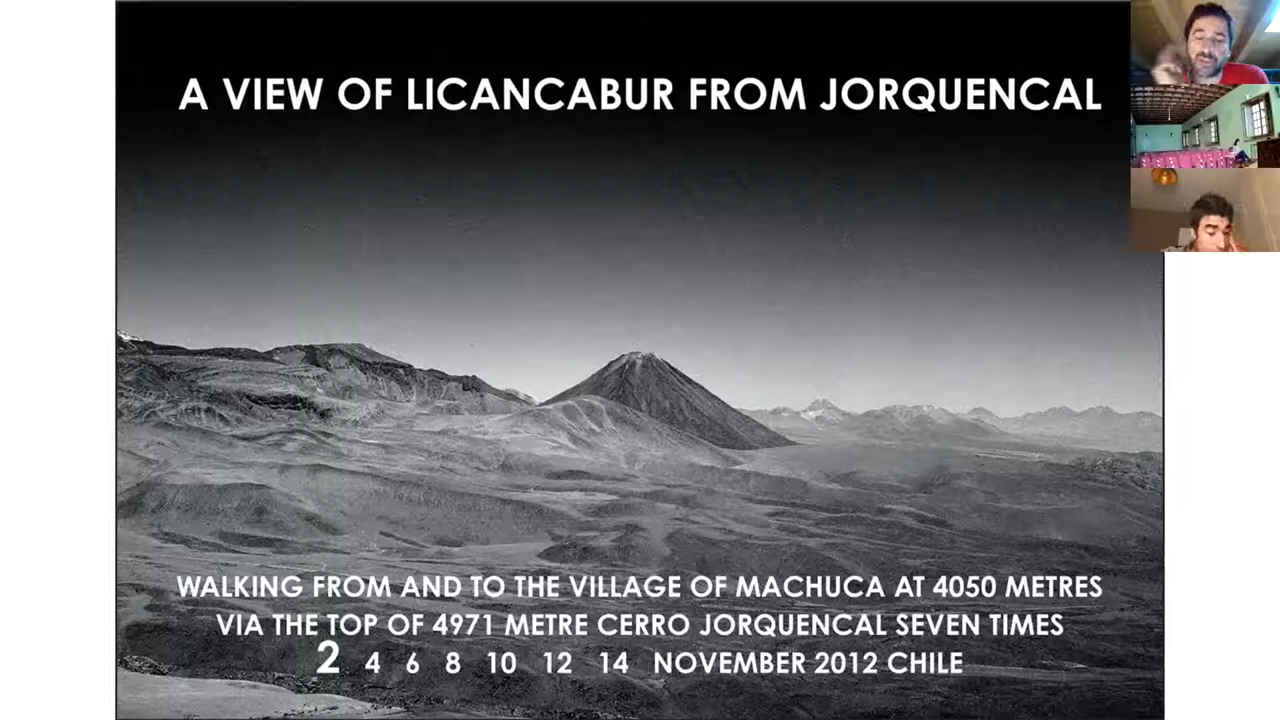 A VIEW OF LICANCABUR FROM JORQUENCAL
WALKING FROM AND TO THE VILLAGE OF MACHUCA AT 4050 METRES
VIA THE TOP OF 4971 METRE CERRO JORQUENCAL SEVEN TIMES
2 4 6 8 10 12 14 NOVEMBER 2012 CHILE